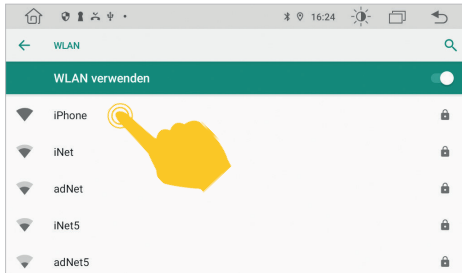 16:24
WLAN
WLAN verwenden
iPhone
iNet
adNet
iNet5
adNet5